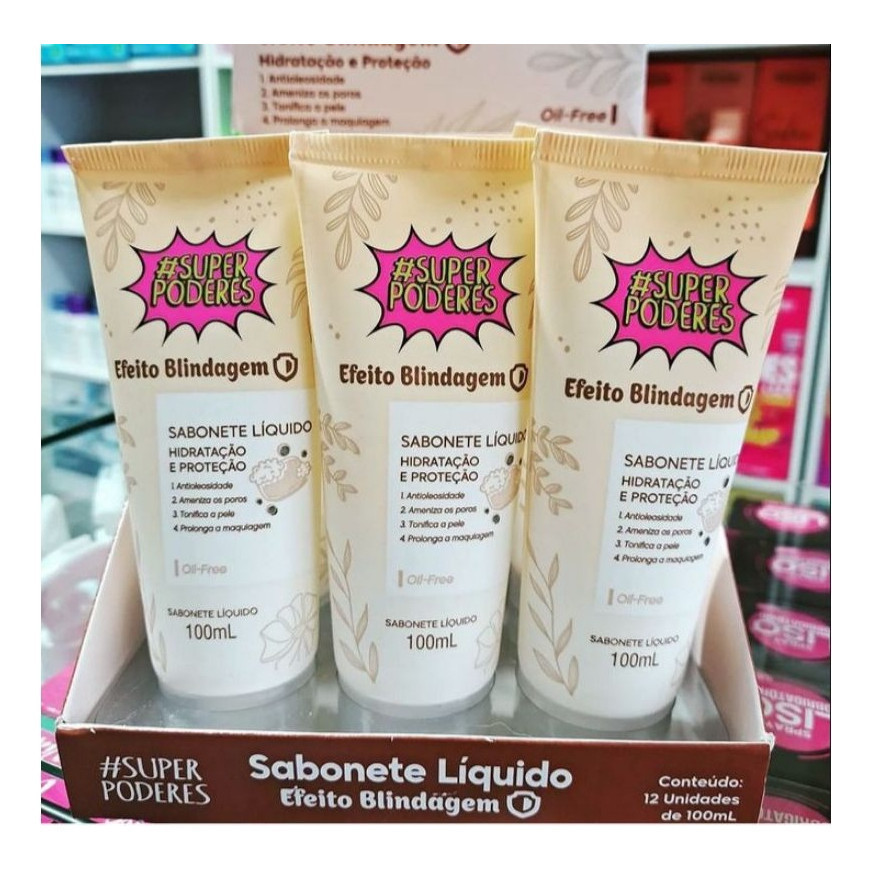 Efeito Blindagem
Hidratação e Proteção
1. Antioleosidade
2. Ameniza os poros
3. Tonifica a pele
4. Prolonga a maquiagem
Oil-Free
#SUPER
PODERES
Efeito Blindagem
SABONETE LÍQUIDO
HIDRATAÇÃO
E PROTEÇÃO
1. Antioleosidade
2. Ameniza os poros
3. Tonifica a pele
4. Prolonga a maquiagem
Oil-Free
SABONETE LÍQUIDO
100mL
#SUPER
PODERES
Efeito Blindagem
SABONETE LÍQUIDO
HIDRATAÇÃO
E PROTEÇÃO
1. Antioleosidade
2. Ameniza os poros
3. Tonifica a pele
4. Prolonga a maquiagem
Oil-Free
SABONETE LÍQUIDO
100mL
#SUPER
PODERES
Efeito Blindagem
SABONETE LÍQU
HIDRATAÇÃO
E PROTEÇÃO
1. Antioleosidade
2. Ameniza os poros
3. Tonifica a pele
4. Prolonga a maquiagem
Oil-Free
SABONETE LÍQUIDO
100mL
#SUPER
PODERES
Sabonete Líquido
Efeito Blindagem
Conteúdo:
12 Unidades
de 100mL